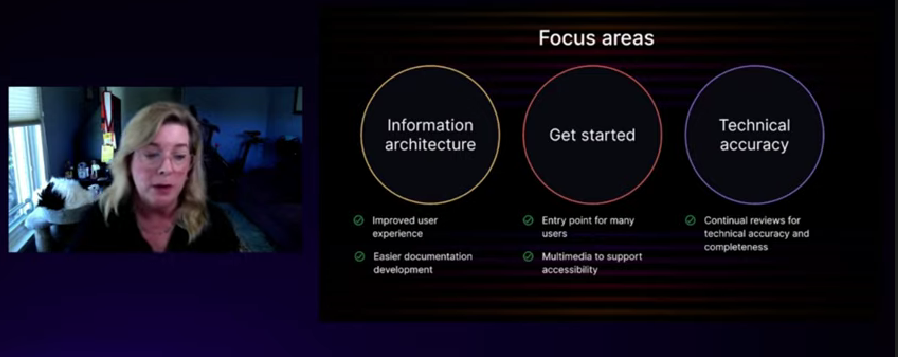 Focus areas
Information
architecture
Get started
Technical
accuracy
Improved user
experience
Easier documentation
development
Entry point for many
users
Multimedia to support
accessibility
Continual reviews for
technical accuracy and
completeness